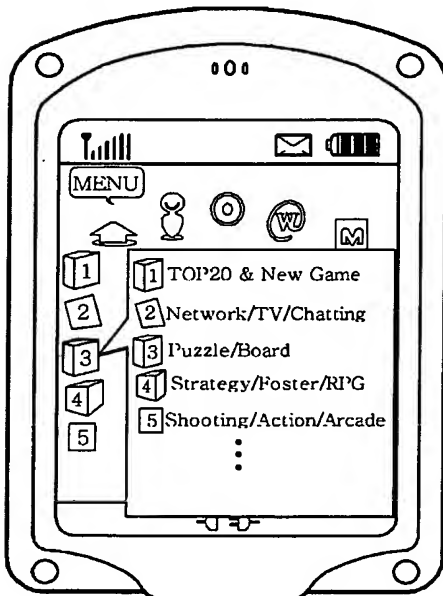 MENU
@W
M
1
2
3
4
5
1 TOP20 & New Game
2 Network/TV/Chatting
3 Puzzle/Board
4 Strategy/Foster/RPG
5 Shooting/Action/Arcade